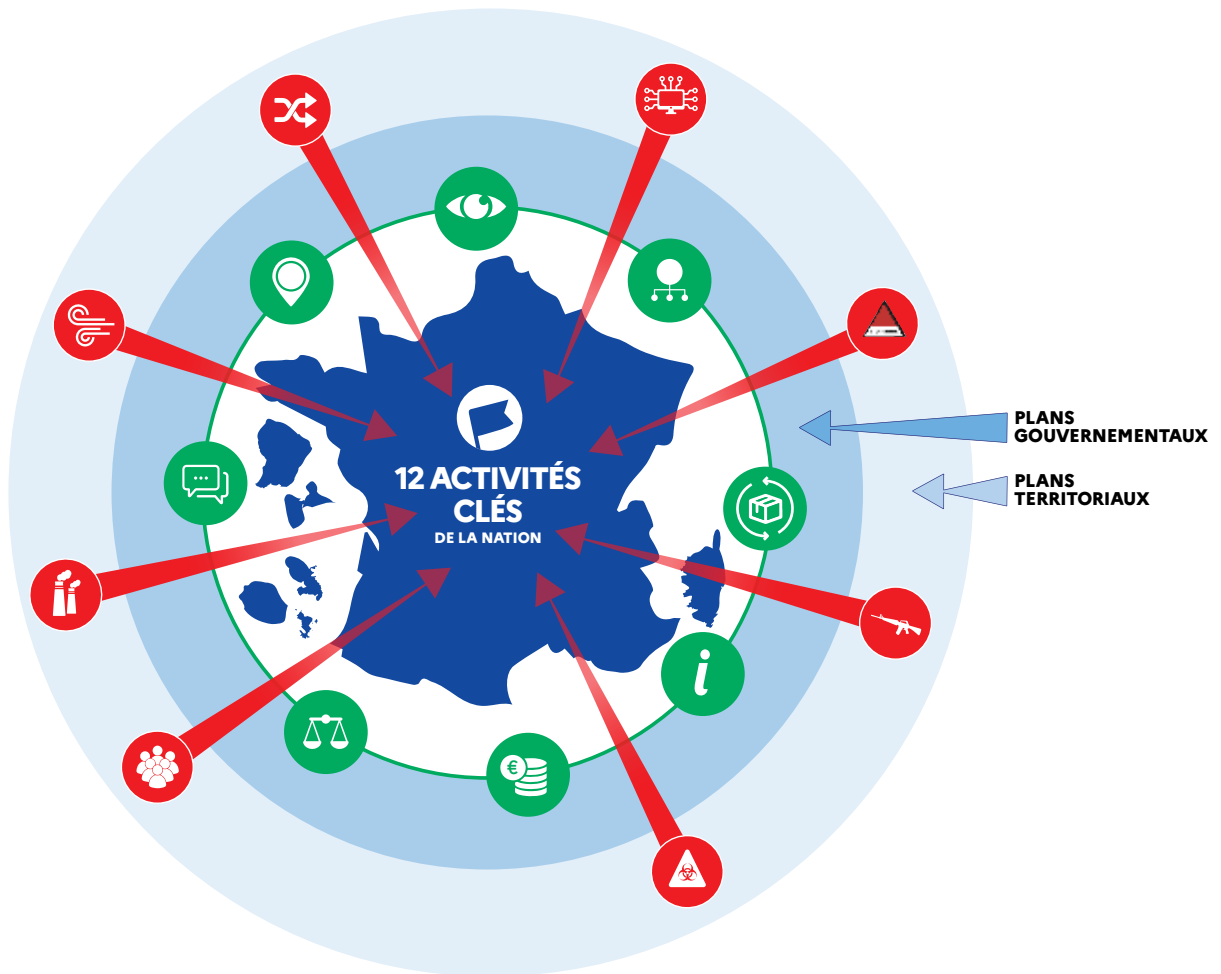 12 ACTIVITÉS
CLÉS
DE LA NATION
PLANS
GOUVERNEMENTAUX
PLANS
TERRITORIAUX
i
€